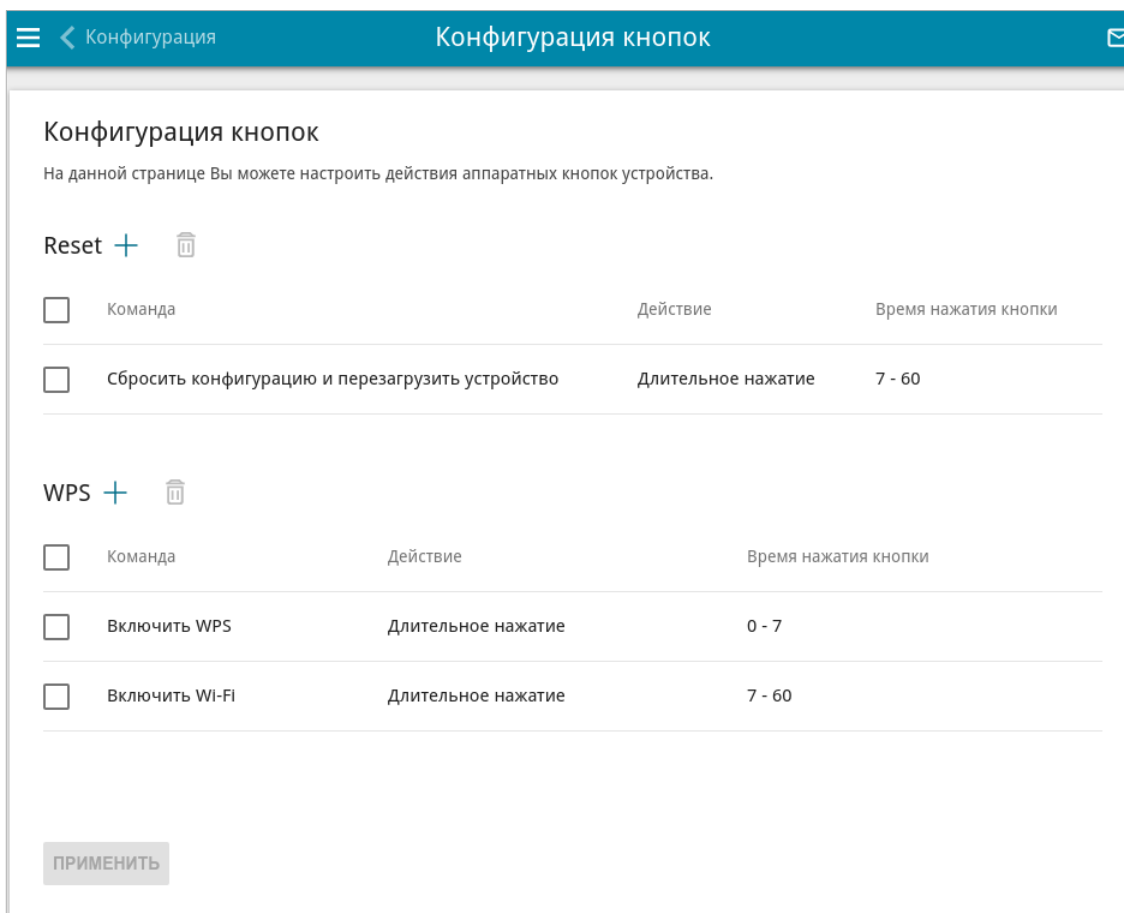 Конфигурация Конфигурация кнопок
Конфигурация кнопок
На данной странице Вы можете настроить действия аппаратных кнопок устройства.
Reset
Команда Действие Время нажатия кнопки
Сбросить конфигурацию и перезагрузить устройство Длительное нажатие 7 - 60
WPS
Команда Действие Время нажатия кнопки
Включить WPS Длительное нажатие 0 - 7
Включить Wi-Fi Длительное нажатие 7 - 60
ПРИМЕНИТЬ